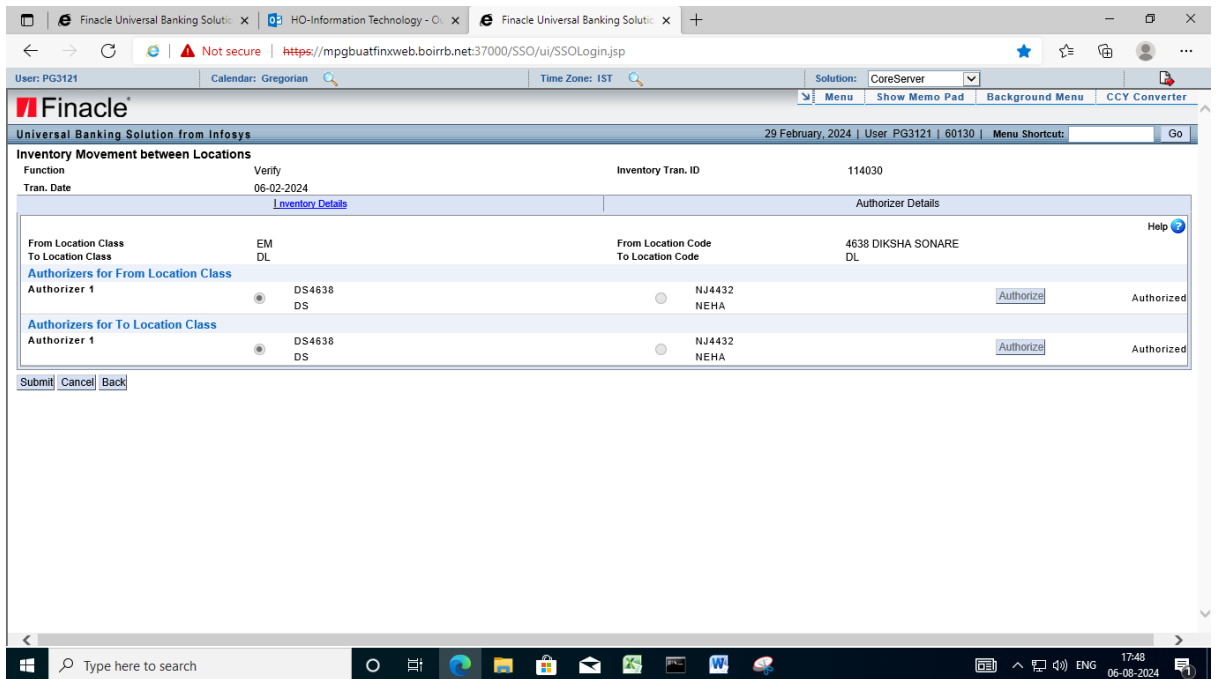 Finacle Universal Banking Solutic
HO-Information Technology - O
Finacle Universal Banking Solutic
Not secure | https://mpgbuatfinxweb.boirrb.net:37000/SSO/ui/SSOLogin.jsp
User: PG3121 Calendar: Gregorian Time Zone: IST Solution: CoreServer
Menu Show Memo Pad Background Menu CCY Converter
Finacle
Universal Banking Solution from Infosys 29 February, 2024 | User PG3121 | 60130 | Menu Shortcut: Go
Inventory Movement between Locations
Function Verify Inventory Tran. ID 114030
Tran. Date 06-02-2024
Inventory Details Authorizer Details
Help
From Location Class EM From Location Code 4638 DIKSHA SONARE
To Location Class DL To Location Code DL
Authorizers for From Location Class
Authorizer 1 DS4638 NJ4432 Authorize Authorized
DS NEHA
Authorizers for To Location Class
Authorizer 1 DS4638 NJ4432 Authorize Authorized
DS NEHA
Submit Cancel Back
Type here to search ENG 17:48
06-08-2024